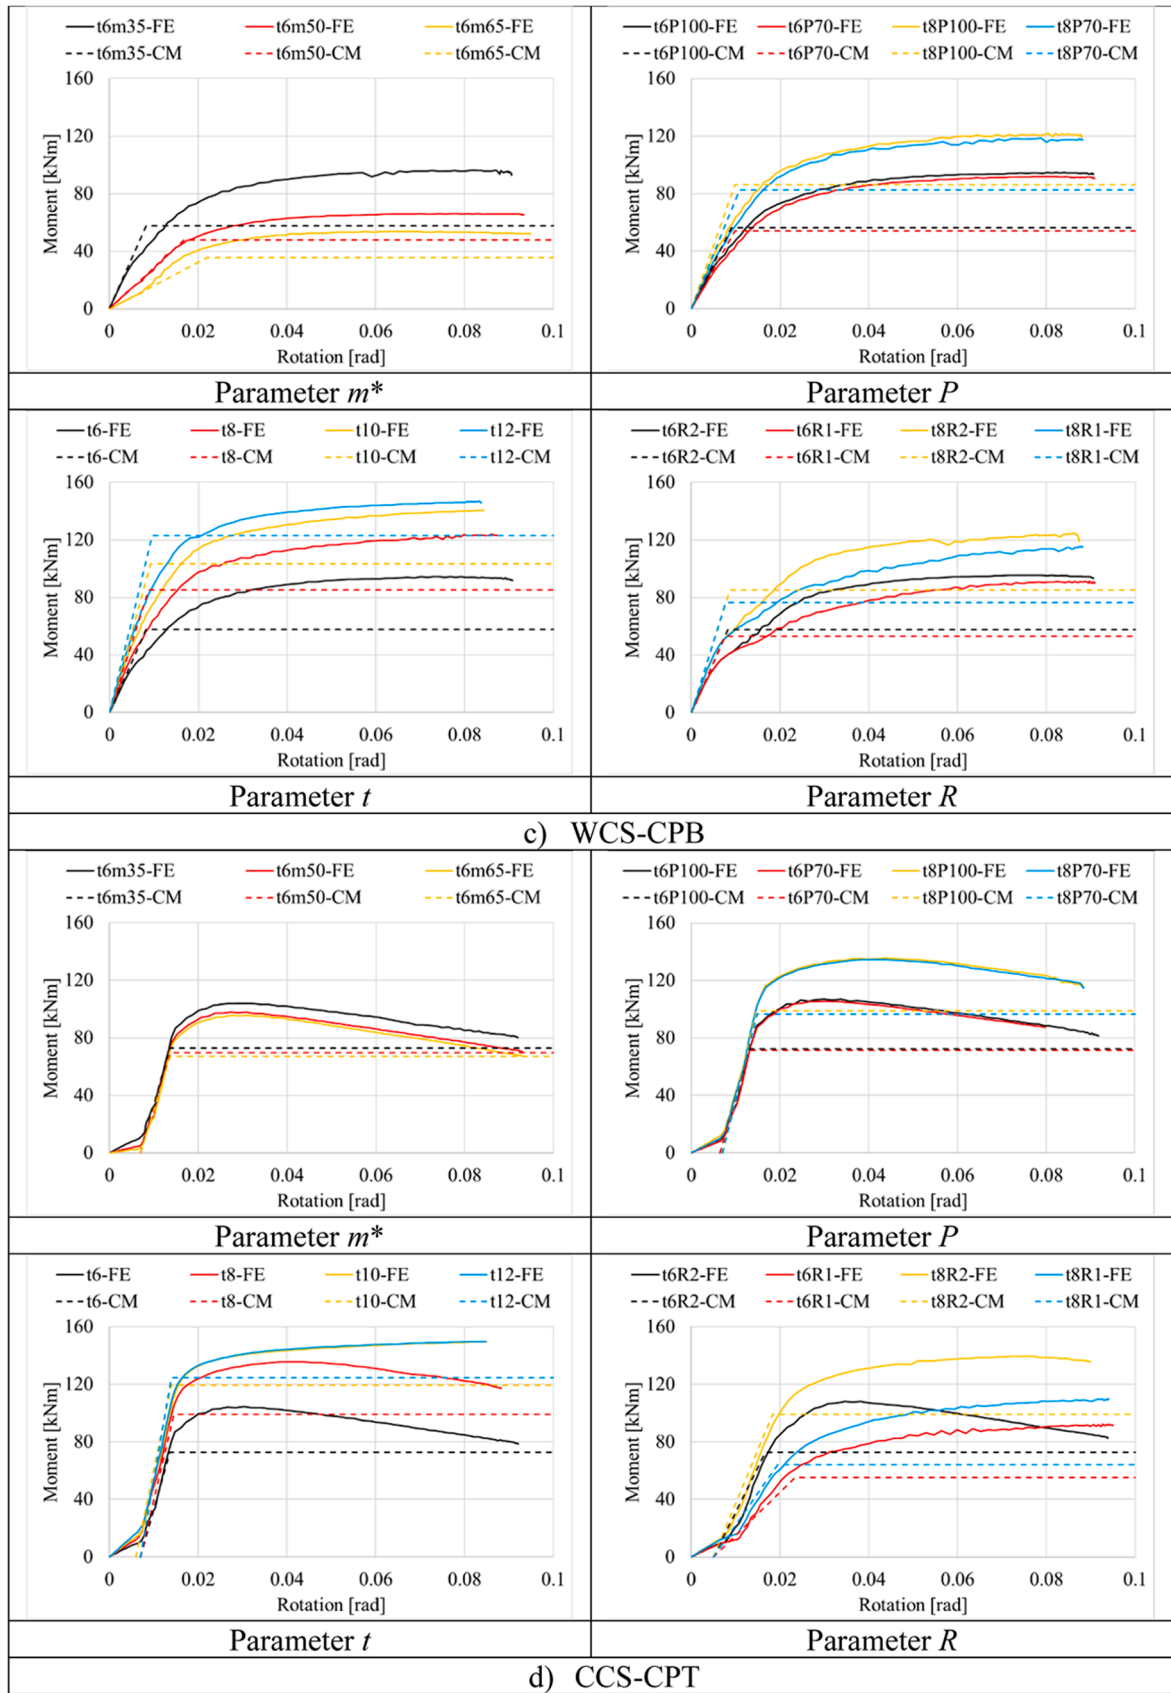 t6m35-FE t6m50-FE t6m65-FE
t6m35-CM t6m50-CM t6m65-CM
160
120
80
40
0
Moment [kNm]
0 0.02 0.04 0.06 0.08 0.1
Rotation [rad]
Parameter m*
t6P100-FE t6P70-FE t8P100-FE t8P70-FE
t6P100-CM t6P70-CM t8P100-CM t8P70-CM
160
120
80
40
0
Moment [kNm]
0 0.02 0.04 0.06 0.08 0.1
Rotation [rad]
Parameter P
t6-FE t8-FE t10-FE t12-FE
t6-CM t8-CM t10-CM t12-CM
160
120
80
40
0
Moment [kNm]
0 0.02 0.04 0.06 0.08 0.1
Rotation [rad]
Parameter t
t6R2-FE t6R1-FE t8R2-FE t8R1-FE
t6R2-CM t6R1-CM t8R2-CM t8R1-CM
160
120
80
40
0
Moment [kNm]
0 0.02 0.04 0.06 0.08 0.1
Rotation [rad]
Parameter R
c) WCS-CPB
t6m35-FE t6m50-FE t6m65-FE
t6m35-CM t6m50-CM t6m65-CM
160
120
80
40
0
Moment [kNm]
0 0.02 0.04 0.06 0.08 0.1
Rotation [rad]
Parameter m*
t6P100-FE t6P70-FE t8P100-FE t8P70-FE
t6P100-CM t6P70-CM t8P100-CM t8P70-CM
160
120
80
40
0
Moment [kNm]
0 0.02 0.04 0.06 0.08 0.1
Rotation [rad]
Parameter P
t6-FE t8-FE t10-FE t12-FE
t6-CM t8-CM t10-CM t12-CM
160
120
80
40
0
Moment [kNm]
0 0.02 0.04 0.06 0.08 0.1
Rotation [rad]
Parameter t
t6R2-FE t6R1-FE t8R2-FE t8R1-FE
t6R2-CM t6R1-CM t8R2-CM t8R1-CM
160
120
80
40
0
Moment [kNm]
0 0.02 0.04 0.06 0.08 0.1
Rotation [rad]
Parameter R
d) CCS-CPT